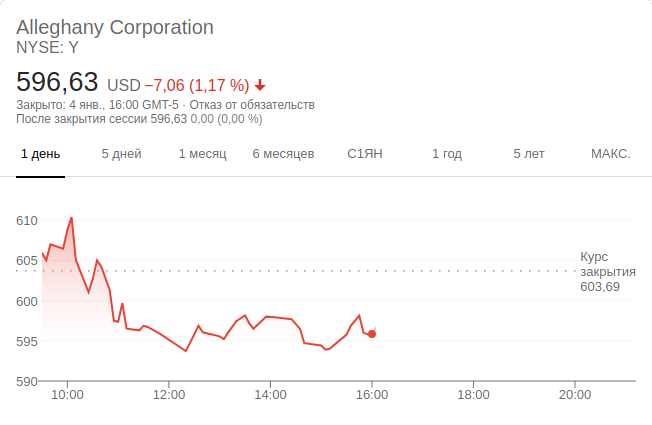 Alleghany Corporation
NYSE: Y
596,63 USD −7,06 (1,17 %)
Закрыто: 4 янв., 16:00 GMT-5 · Отказ от обязательств
После закрытия сессии 596,63 0,00 (0,00 %)
1 день 5 дней 1 месяц 6 месяцев С1ЯН 1 год 5 лет МАКС.
610
605
600
595
590
Курс
закрытия
603,69
10:00 12:00 14:00 16:00 18:00 20:00